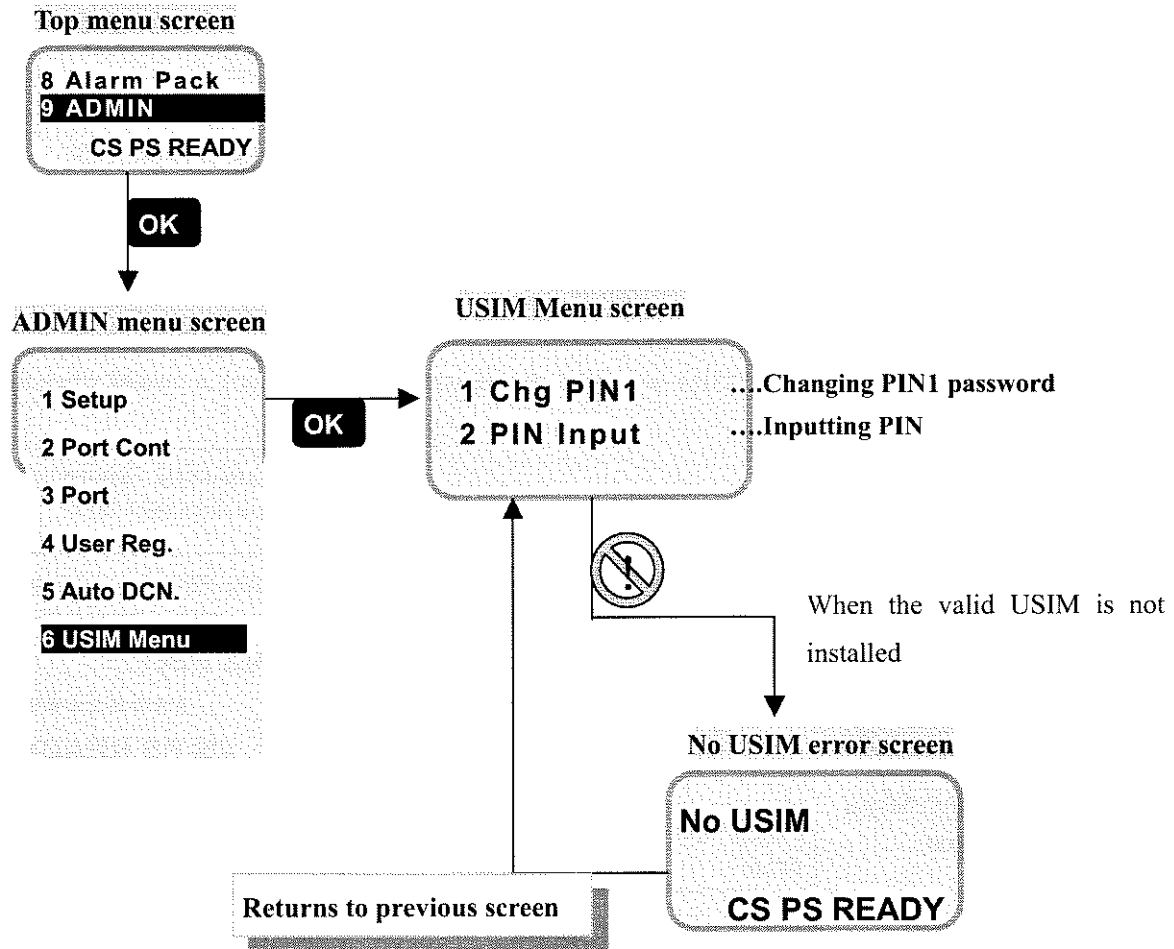 Top menu screen
8 Alarm Pack
9 ADMIN
CS PS READY
OK
ADMIN menu screen
1 Setup
2 Port Cont
3 Port
4 User Reg.
5 Auto DCN.
6 USIM Menu
OK
USIM Menu screen
1 Chg PIN1
....Changing PIN1 password
2 PIN Input
....Inputting PIN
!
When the valid USIM is not
installed
No USIM error screen
No USIM
CS PS READY
Returns to previous screen